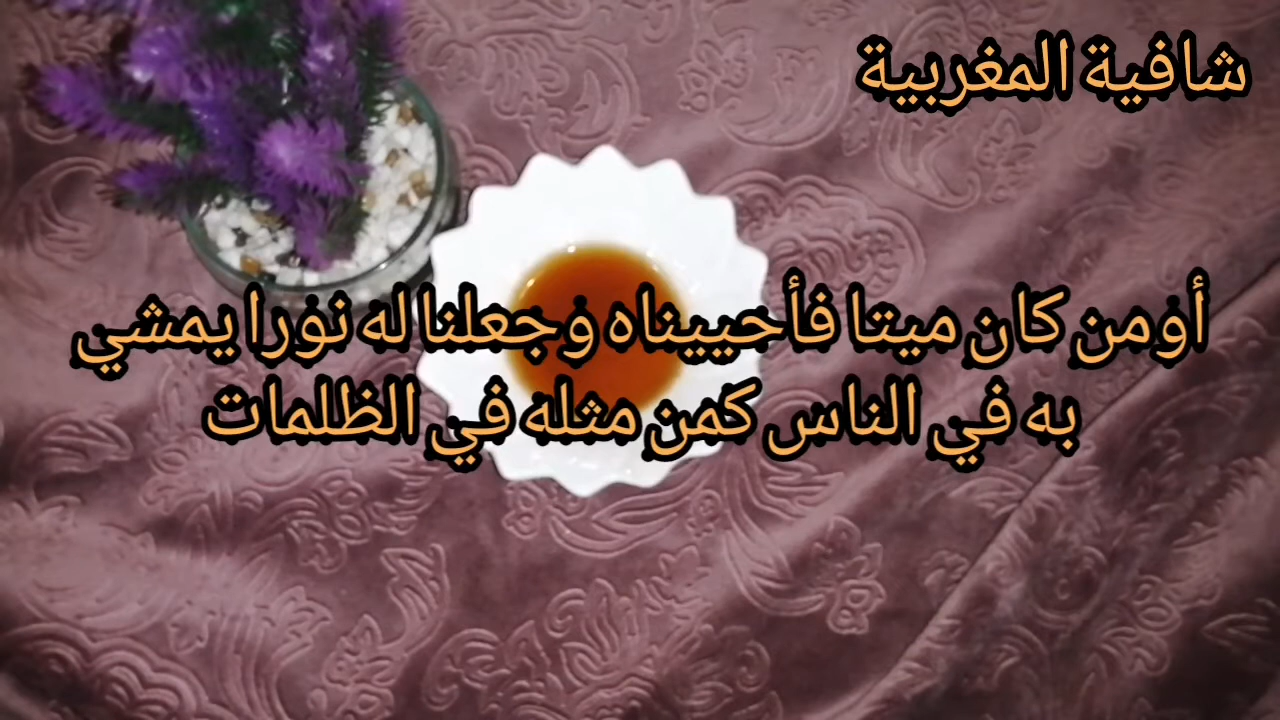 شافية المغربية
أومن كان ميتا فأحييناه وجعلنا له نورا يمشي
به في الناس كمن مثله في الظلمات